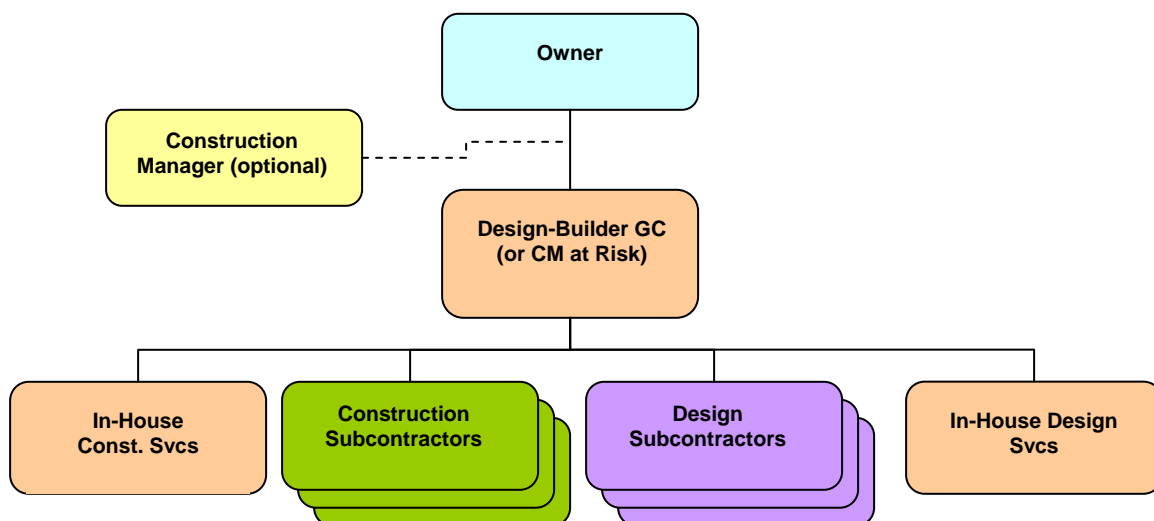 Owner
Construction
Manager (optional)
Design-Builder GC
(or CM at Risk)
In-House
Const. Svcs
Construction
Subcontractors
Design
Subcontractors
In-House Design
Svcs